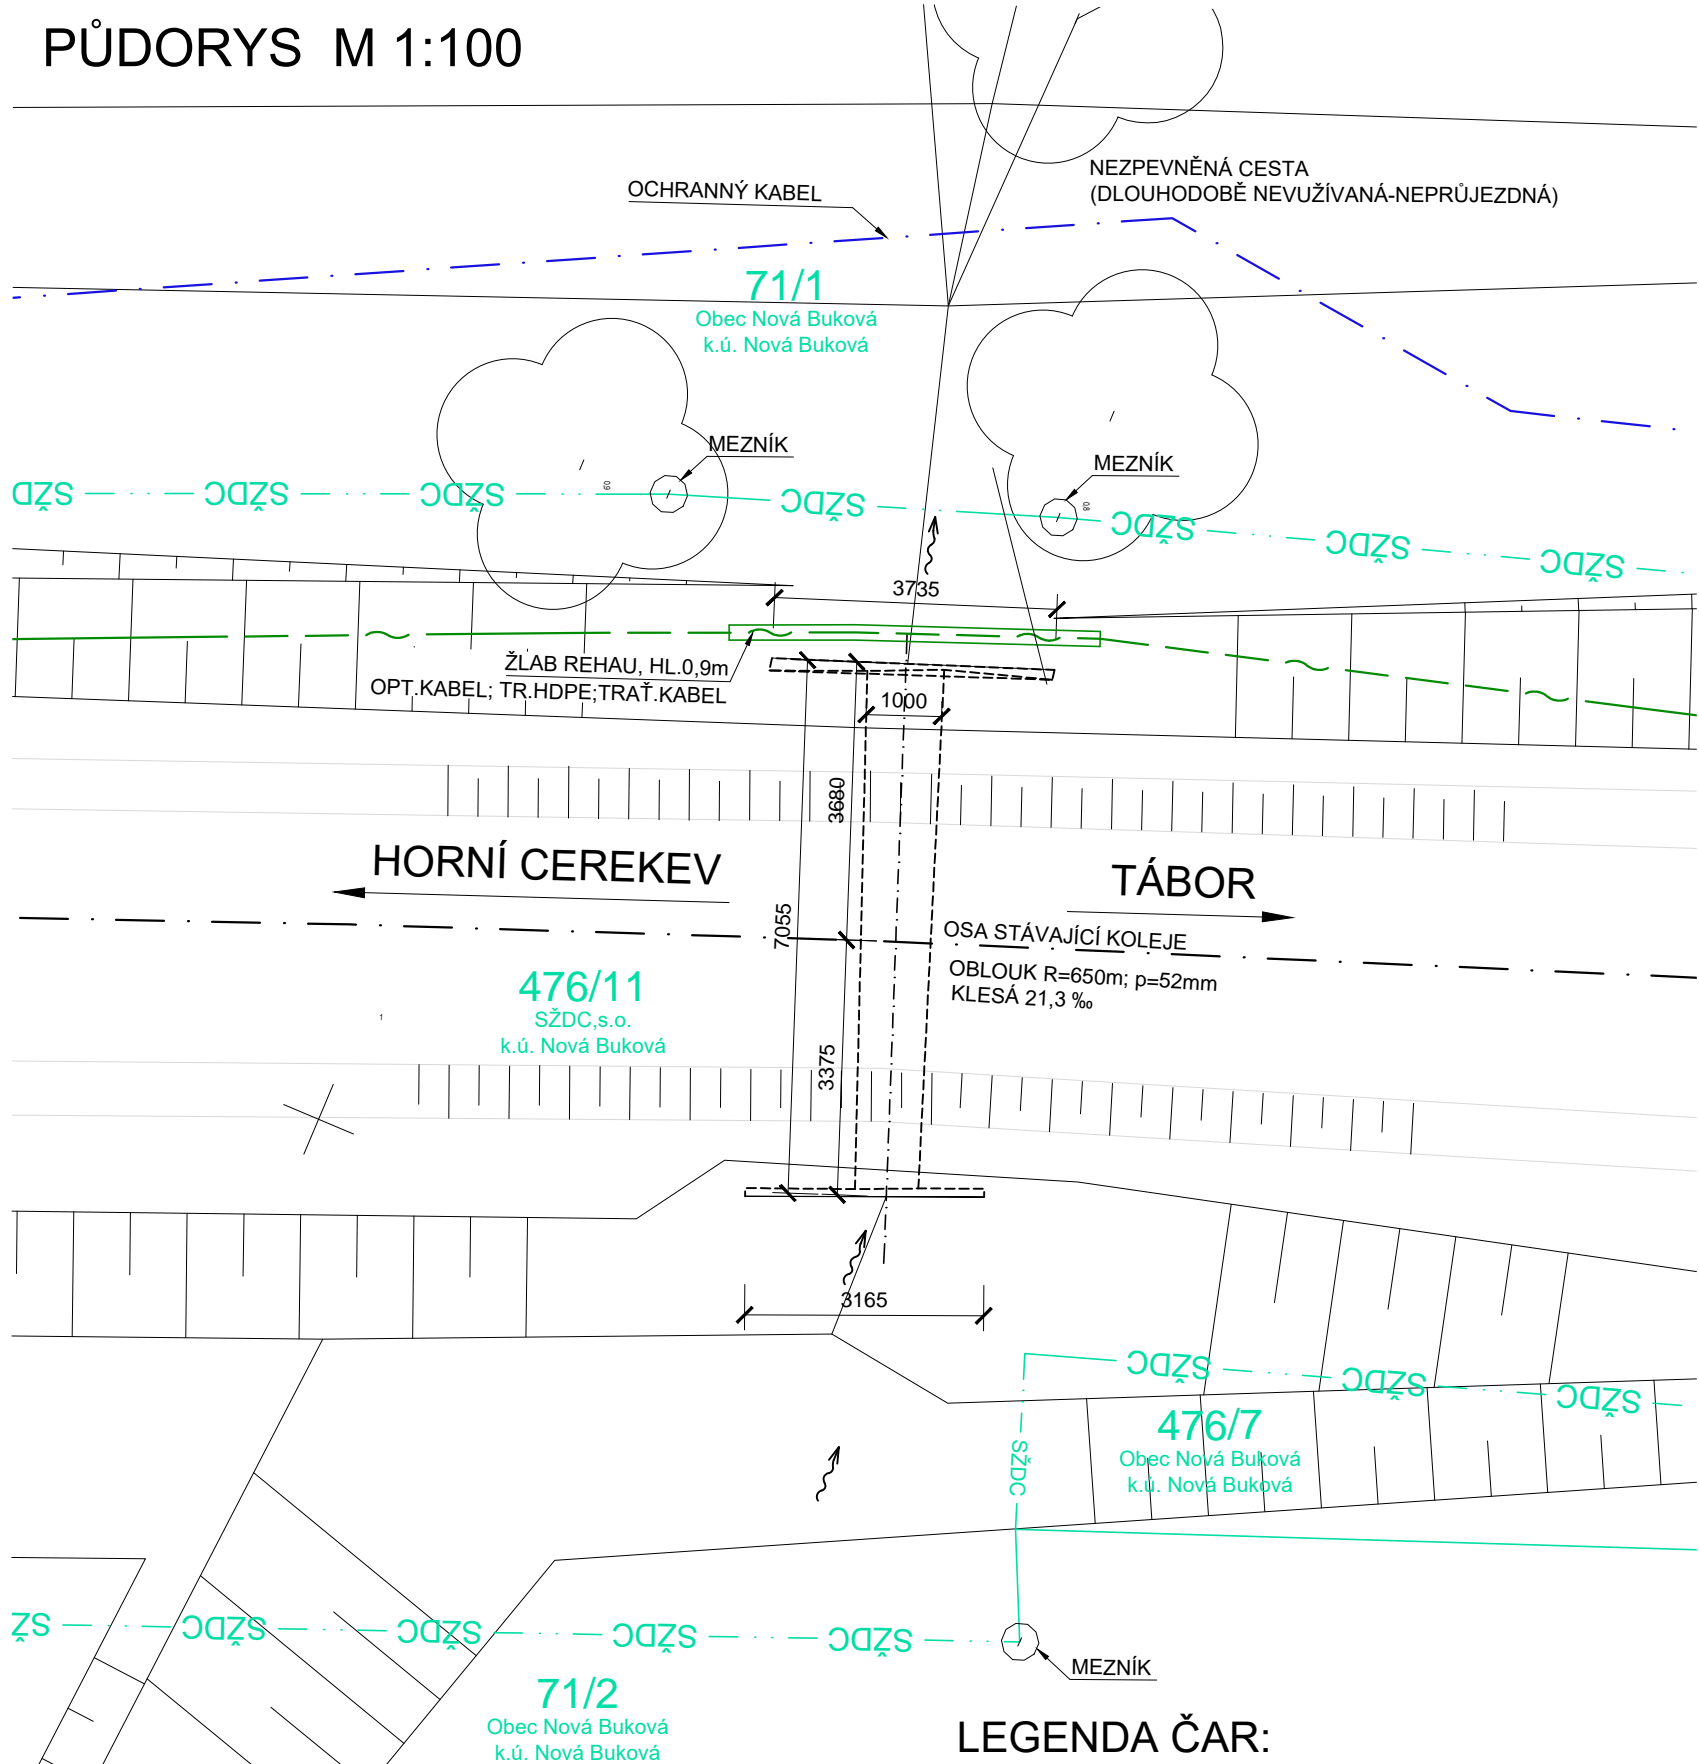 PŮDORYS M 1:100
NEZPEVNĚNÁ CESTA
(DLOUHODOBĚ NEVUŽÍVANÁ-NEPRŮJEZDNÁ)
OCHRANNÝ KABEL
71/1
Obec Nová Buková
k.ú. Nová Buková
MEZNÍK
MEZNÍK
SŽD
SŽDC
SŽDC
SŽDC
SŽDC
SŽDC
SŽDC
3735
ŽLAB REHAU, HL.0,9m
OPT.KABEL; TR.HDPE;TRAŤ.KABEL
1000
3680
HORNÍ CEREKEV
TÁBOR
7055
OSA STÁVAJÍCÍ KOLEJE
OBLOUK R=650m; p=52mm
KLESÁ 21,3 ‰
476/11
SŽDC,s.o.
k.ú. Nová Buková
3375
3165
SŽDC
SŽDC
SŽDC
476/7
Obec Nová Buková
k.ú. Nová Buková
SŽDC
SŽ
SŽDC
SŽDC
SŽDC
SŽDC
MEZNÍK
71/2
Obec Nová Buková
k.ú. Nová Buková
LEGENDA ČAR: